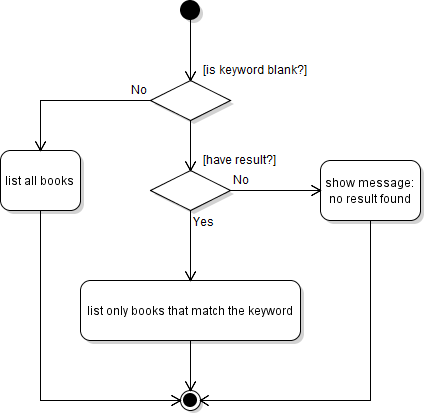 [is keyword blank?]
No
[have result?]
No
list all books
show message:
no result found
Yes
list only books that match the keyword